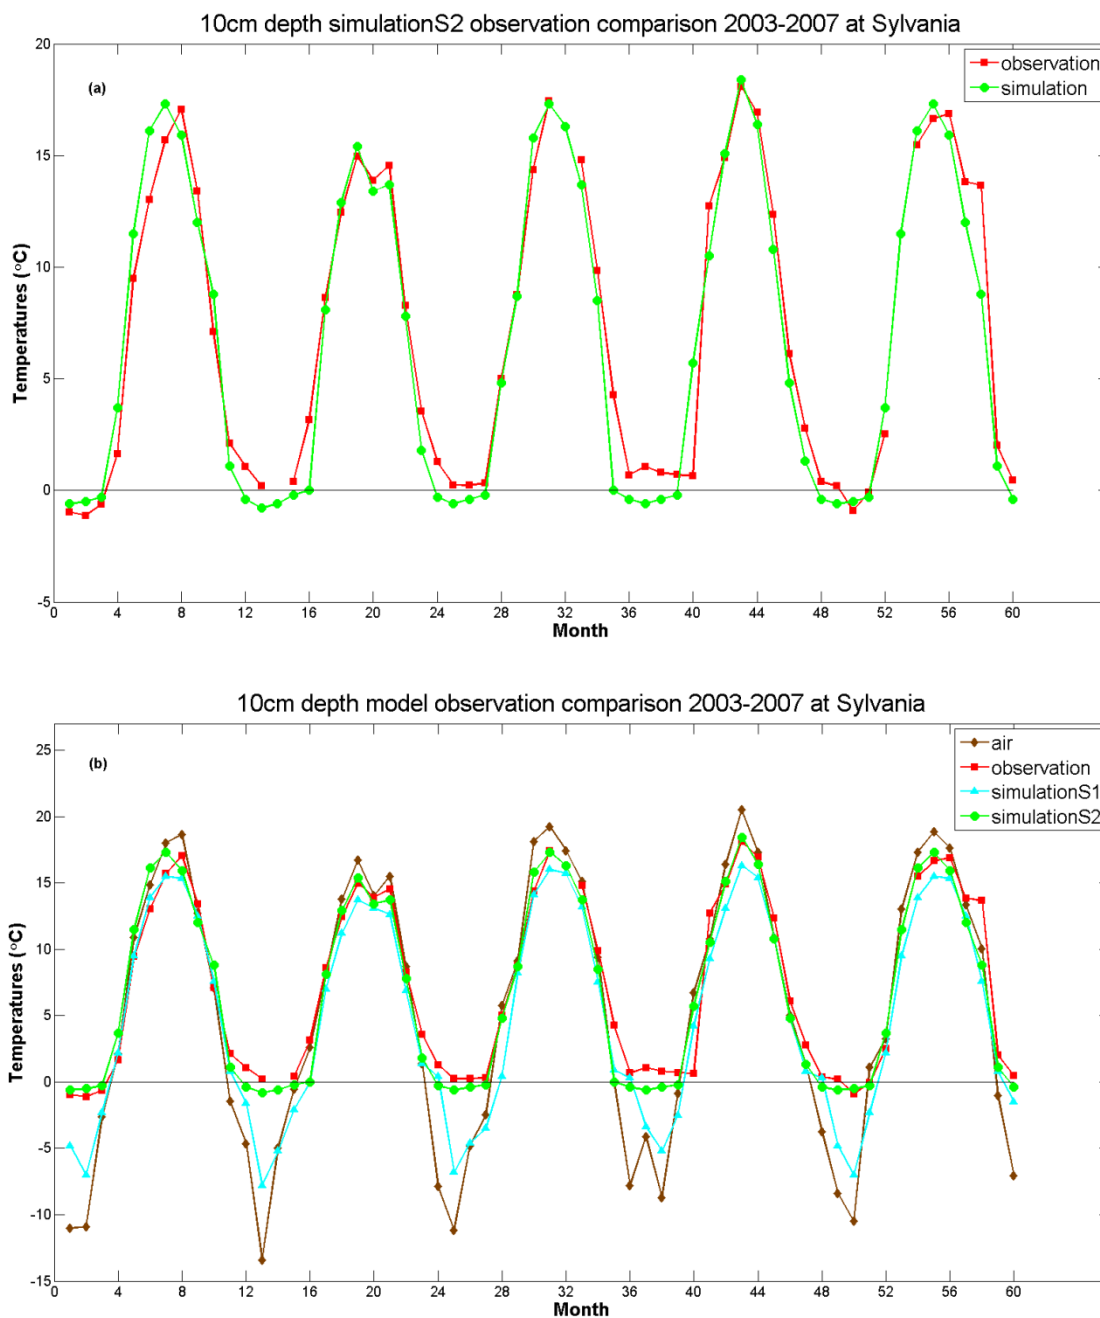 10cm depth simulationS2 observation comparison 2003-2007 at Sylvania
20
15
10
5
0
-5
(a)
observation
simulation
Temperatures (°C)
0 4 8 12 16 20 24 28 32 36 40 44 48 52 56 60
Month
10cm depth model observation comparison 2003-2007 at Sylvania
25
20
15
10
5
0
-5
-10
-15
(b)
air
observation
simulationS1
simulationS2
Temperatures (°C)
0 4 8 12 16 20 24 28 32 36 40 44 48 52 56 60
Month